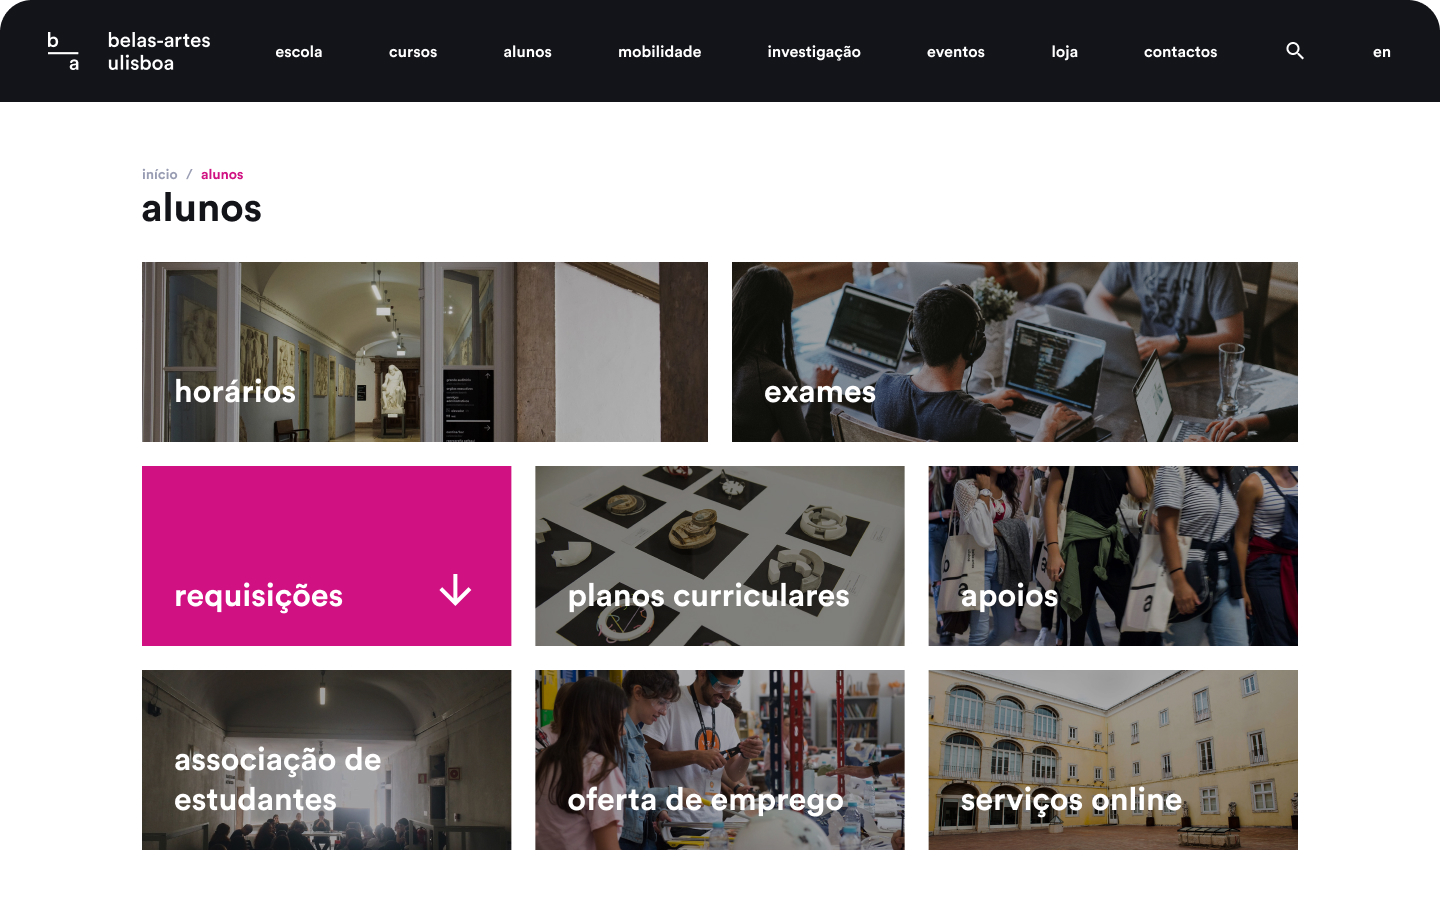 b
a
belas-artes
ulisboa
escola
cursos
alunos
mobilidade
investigação
eventos
loja
contactos
en
início / alunos
alunos
horários
exames
requisições
planos curriculares
apoios
associação de
estudantes
oferta de emprego
serviços online